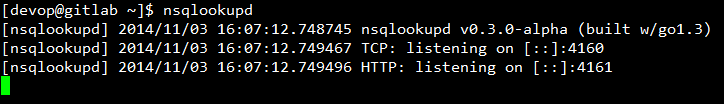 [devop@gitlab ~]$ nsqlookupd
[nsqlookupd] 2014/11/03 16:07:12.748745 nsqlookupd v0.3.0-alpha (built w/go1.3)
[nsqlookupd] 2014/11/03 16:07:12.749467 TCP: listening on [::]:4160
[nsqlookupd] 2014/11/03 16:07:12.749496 HTTP: listening on [::]:4161